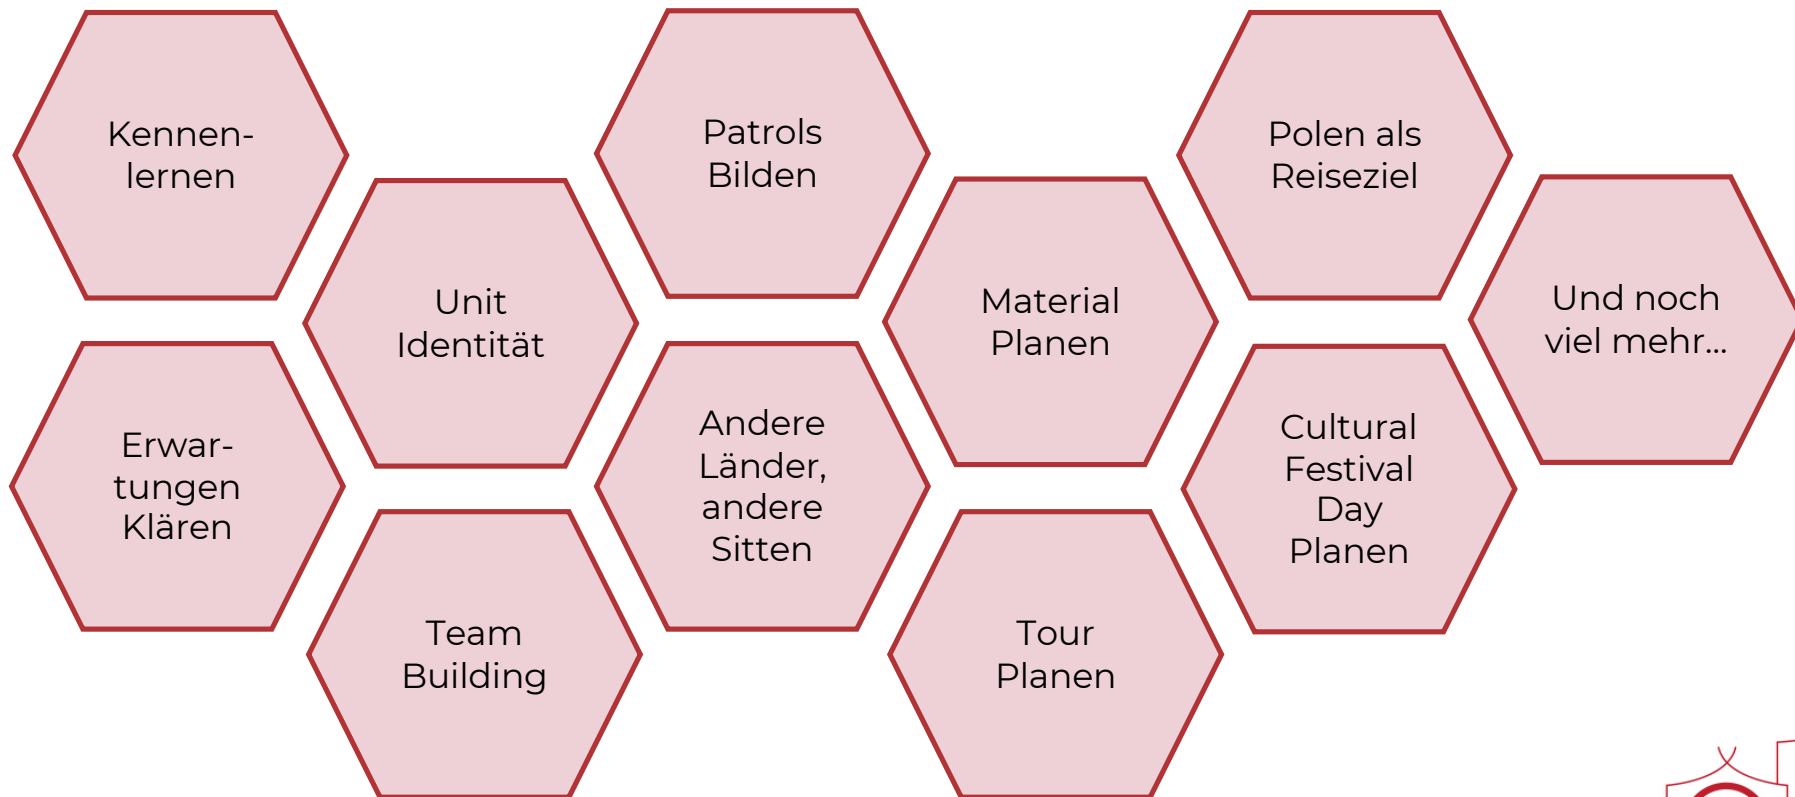 Kennen-
lernen
Patrols
Bilden
Polen als
Reiseziel
Unit
Identität
Material
Planen
Und noch
viel mehr...
Erwar-
tungen
Klären
Andere
Länder,
andere
Sitten
Cultural
Festival
Day
Planen
Team
Building
Tour
Planen